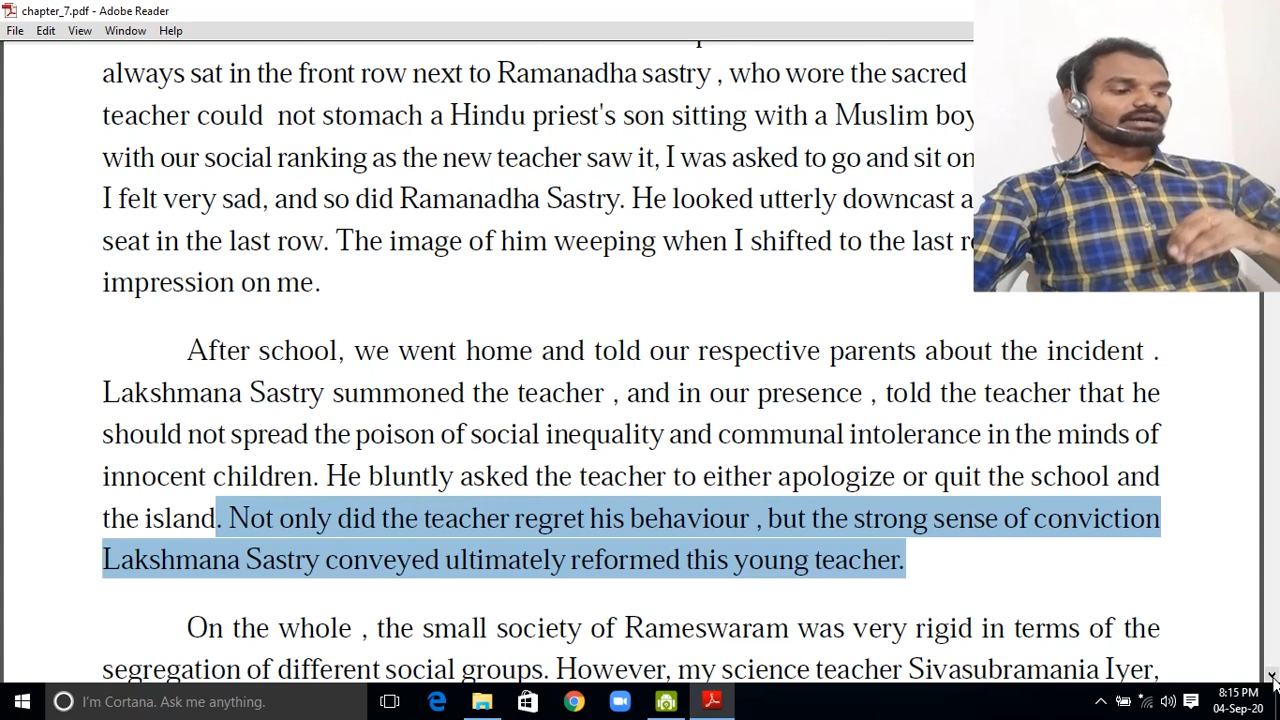 chapter_7.pdf - Adobe Reader
File Edit View Window Help
always sat in the front row next to Ramanadha sastry , who wore the sacred
teacher could not stomach a Hindu priest's son sitting with a Muslim boy
with our social ranking as the new teacher saw it, I was asked to go and sit on
I felt very sad, and so did Ramanadha Sastry. He looked utterly downcast a
seat in the last row. The image of him weeping when I shifted to the last r
impression on me.
After school, we went home and told our respective parents about the incident .
Lakshmana Sastry summoned the teacher , and in our presence , told the teacher that he
should not spread the poison of social inequality and communal intolerance in the minds of
innocent children. He bluntly asked the teacher to either apologize or quit the school and
the island. Not only did the teacher regret his behaviour , but the strong sense of conviction
Lakshmana Sastry conveyed ultimately reformed this young teacher.
On the whole , the small society of Rameswaram was very rigid in terms of the
segregation of different social groups. However, my science teacher Sivasubramania Iyer,
I'm Cortana. Ask me anything.
8:15 PM
04-Sep-20